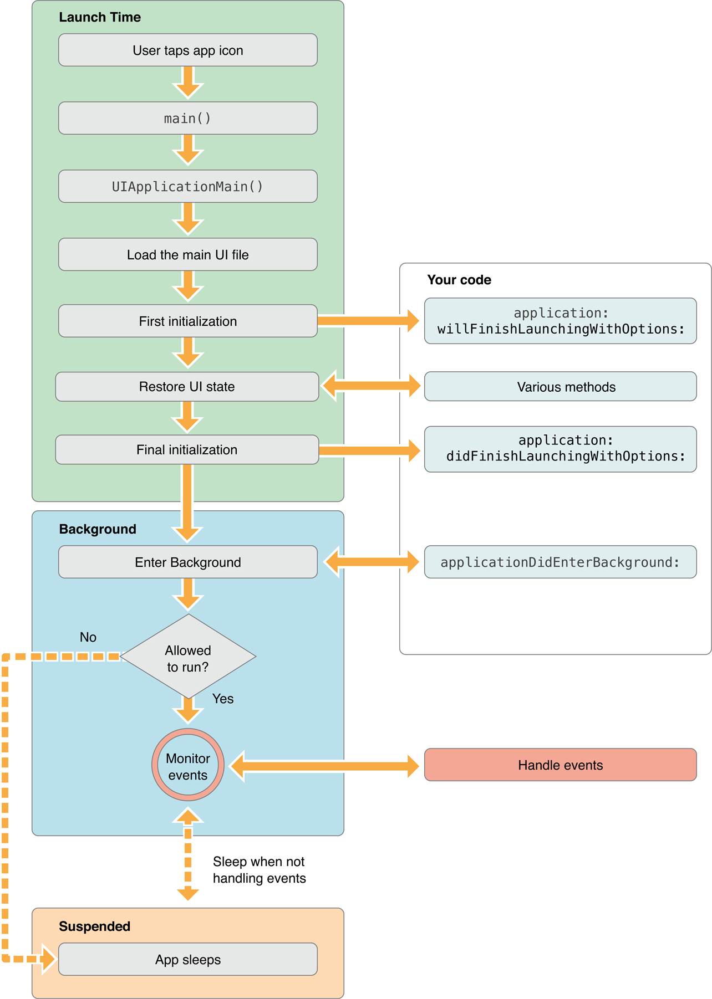 Launch Time
User taps app icon
main()
UIApplicationMain()
Load the main UI file
Your code
First initialization
application:
willFinishLaunchingWithOptions:
Restore UI state
Various methods
Final initialization
application:
didFinishLaunchingWithOptions:
Background
Enter Background
applicationDidEnterBackground:
No
Allowed
to run?
Yes
Monitor
events
Handle events
Sleep when not
handling events
Suspended
App sleeps